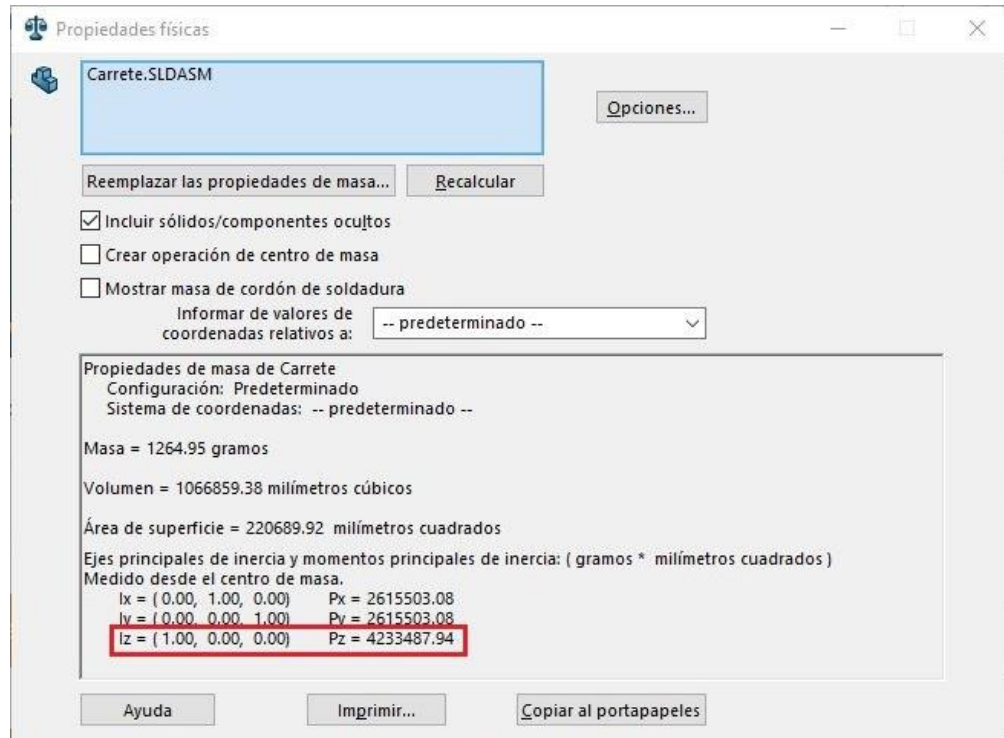 Propiedades físicas
Carrete.SLDASM
Opciones...
Reemplazar las propiedades de masa...
Recalcular
Incluir sólidos/componentes ocultos
Crear operación de centro de masa
Mostrar masa de cordón de soldadura
Informar de valores de
coordenadas relativos a:
-- predeterminado --
Propiedades de masa de Carrete
Configuración: Predeterminado
Sistema de coordenadas: -- predeterminado --
Masa = 1264.95 gramos
Volumen = 1066859.38 milímetros cúbicos
Área de superficie = 220689.92 milímetros cuadrados
Ejes principales de inercia y momentos principales de inercia: ( gramos * milímetros cuadrados )
Medido desde el centro de masa.
Ix = ( 0.00, 1.00, 0.00) Px = 2615503.08
Iy = ( 0.00, 0.00, 1.00) Py = 2615503.08
Iz = ( 1.00, 0.00, 0.00) Pz = 4233487.94
Ayuda
Imprimir...
Copiar al portapapeles